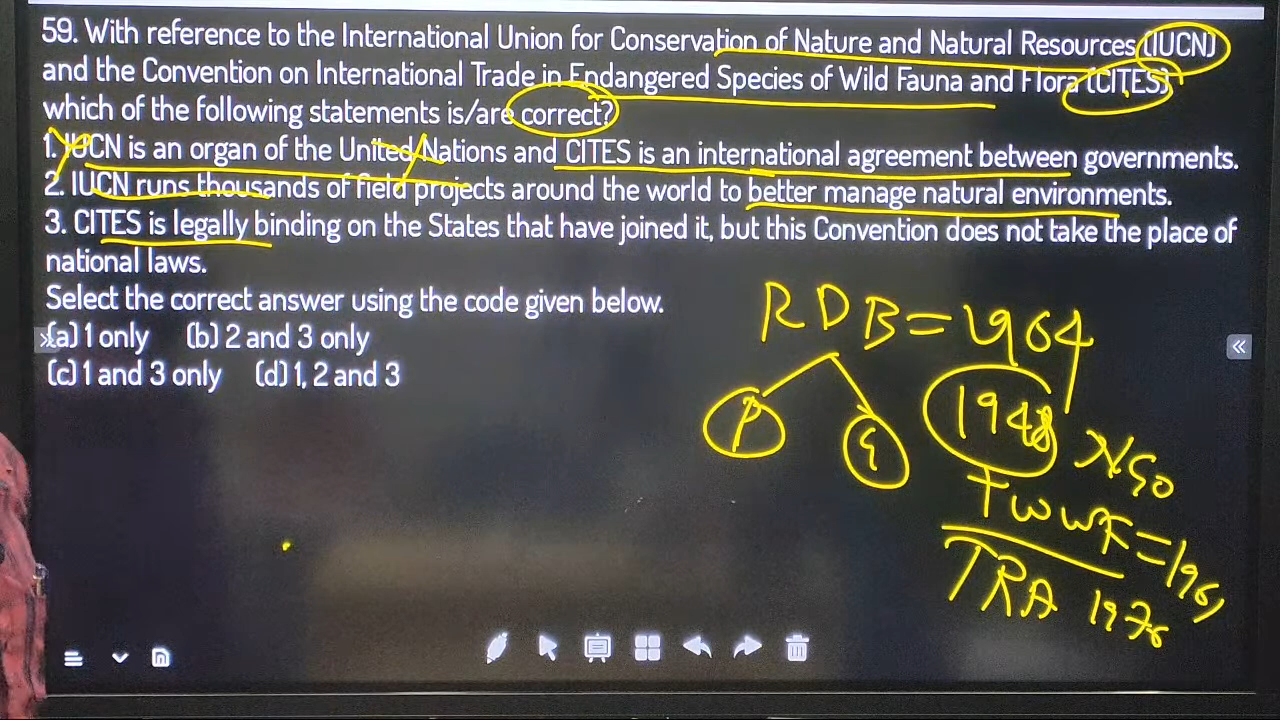 59. With reference to the International Union for Conservation of Nature and Natural Resources (IUCN)
and the Convention on International Trade in Endangered Species of Wild Fauna and Flora (CITES)
which of the following statements is/are correct?
1. IUCN is an organ of the United Nations and CITES is an international agreement between governments.
2. IUCN runs thousands of field projects around the world to better manage natural environments.
3. CITES is legally binding on the States that have joined it, but this Convention does not take the place of
national laws.
Select the correct answer using the code given below.
(a) 1 only (b) 2 and 3 only
(c) 1 and 3 only (d) 1, 2 and 3
RDB = 1964
P
1948 NGO
WWF = 1961
TRA 1976